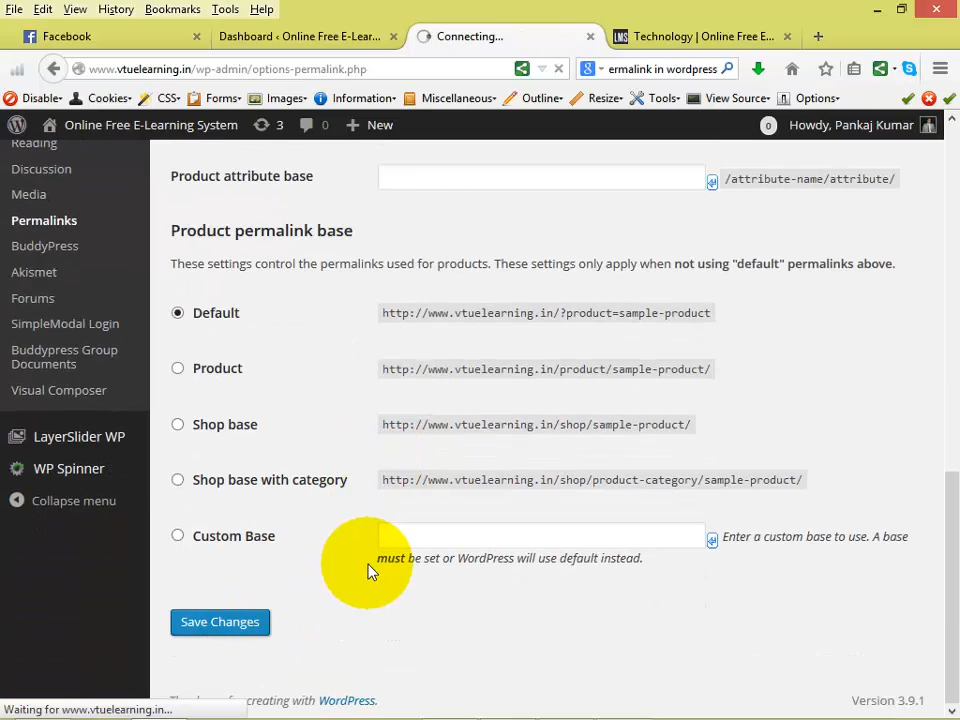 File Edit View History Bookmarks Tools Help
Facebook
Dashboard ‹ Online Free E-Lear...
Connecting...
LMS Technology | Online Free E...
www.vtuelearning.in/wp-admin/options-permalink.php
ermalink in wordpress
Disable Cookies CSS Forms Images Information Miscellaneous Outline Resize Tools View Source Options
Online Free E-Learning System 3 0 New
0 Howdy, Pankaj Kumar
Reading
Discussion
Media
Permalinks
BuddyPress
Akismet
Forums
SimpleModal Login
Buddypress Group
Documents
Visual Composer
LayerSlider WP
WP Spinner
Collapse menu
Product attribute base /attribute-name/attribute/
Product permalink base
These settings control the permalinks used for products. These settings only apply when not using "default" permalinks above.
Default http://www.vtuelearning.in/?product=sample-product
Product http://www.vtuelearning.in/product/sample-product/
Shop base http://www.vtuelearning.in/shop/sample-product/
Shop base with category http://www.vtuelearning.in/shop/product-category/sample-product/
Custom Base Enter a custom base to use. A base
must be set or WordPress will use default instead.
Save Changes
creating with WordPress.
Version 3.9.1
Waiting for www.vtuelearning.in...